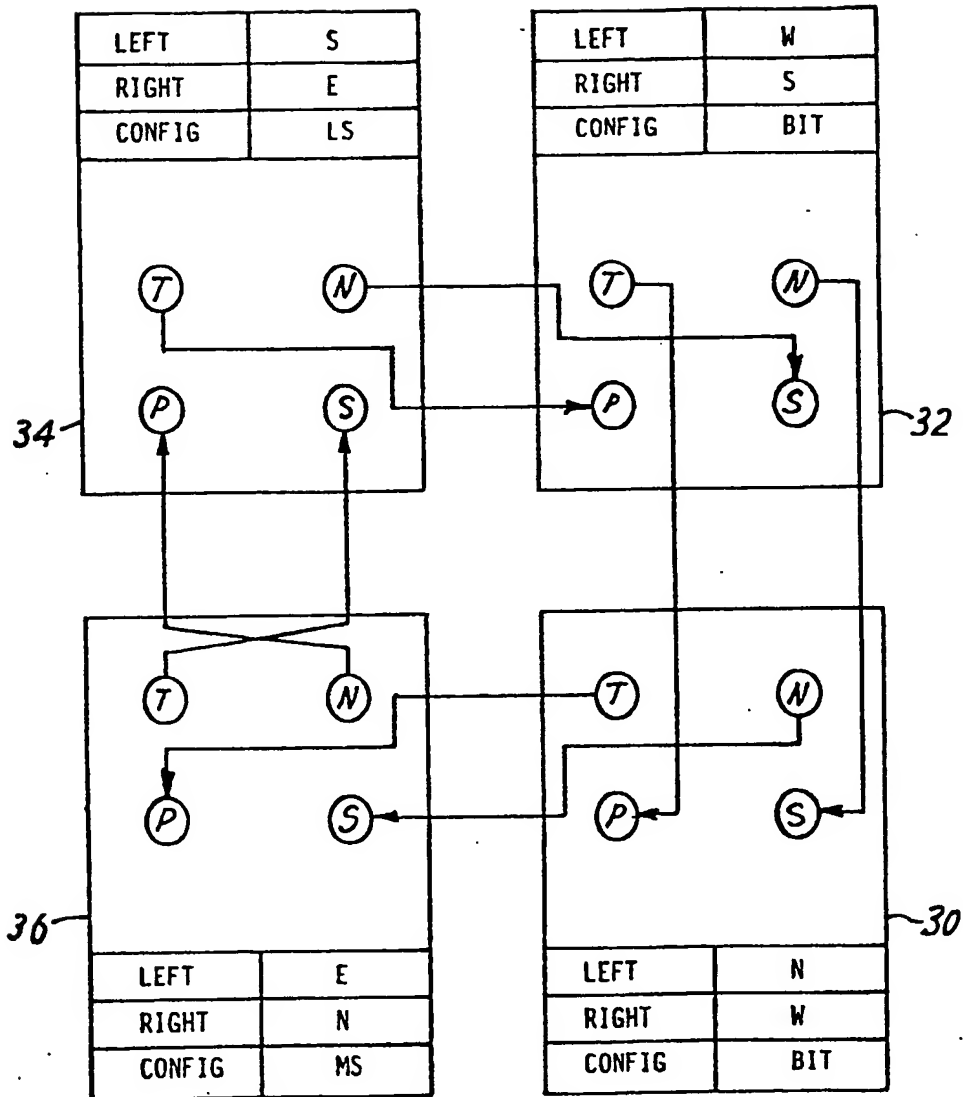 LEFT S
RIGHT E
CONFIG LS
T N
P S
34
LEFT W
RIGHT S
CONFIG BIT
T N
P S
32
T N
P S
36
LEFT E
RIGHT N
CONFIG MS
T N
P S
30
LEFT N
RIGHT W
CONFIG BIT